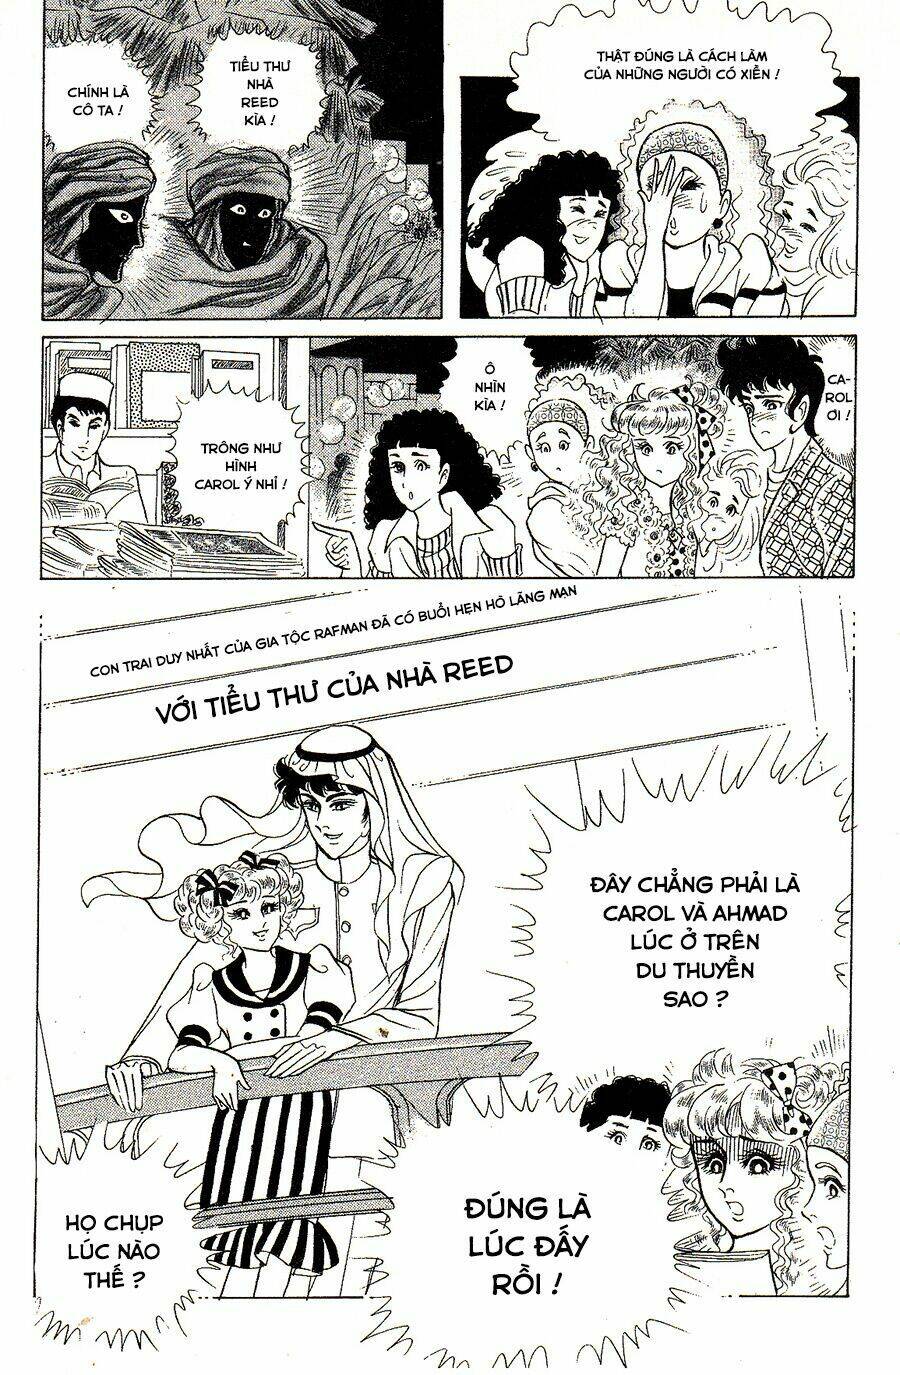 CHÍNH LÀ
CÔ TA !
TIỂU THƯ
NHÀ
REED
KÌA !
THẬT ĐÚNG LÀ CÁCH LÀM
CỦA NHỮNG NGƯỜI CÓ XIỀN !
TRÔNG NHƯ
HÌNH
CAROL Ý NHỈ !
Ô
NHÌN
KÌA !
CA-
ROL
ƠI !
CON TRAI DUY NHẤT CỦA GIA TỘC RAFMAN ĐÃ CÓ BUỔI HẸN HÒ LÃNG MẠN
VỚI TIỂU THƯ CỦA NHÀ REED
ĐÂY CHẲNG PHẢI LÀ
CAROL VÀ AHMAD
LÚC Ở TRÊN
DU THUYỀN
SAO ?
HỌ CHỤP
LÚC NÀO
THẾ ?
ĐÚNG LÀ
LÚC ĐẤY
RỒI !